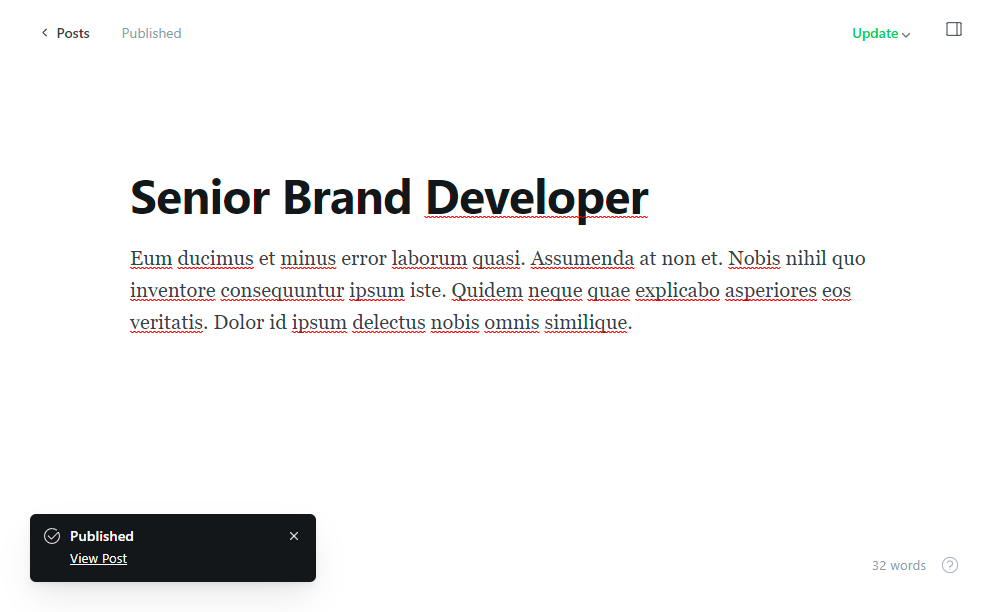 Posts
Published
Update
Senior Brand Developer
Eum ducimus et minus error laborum quasi. Assumenda at non et. Nobis nihil quo
inventore consequuntur ipsum iste. Quidem neque quae explicabo asperiores eos
veritatis. Dolor id ipsum delectus nobis omnis similique.
Published
View Post
32 words